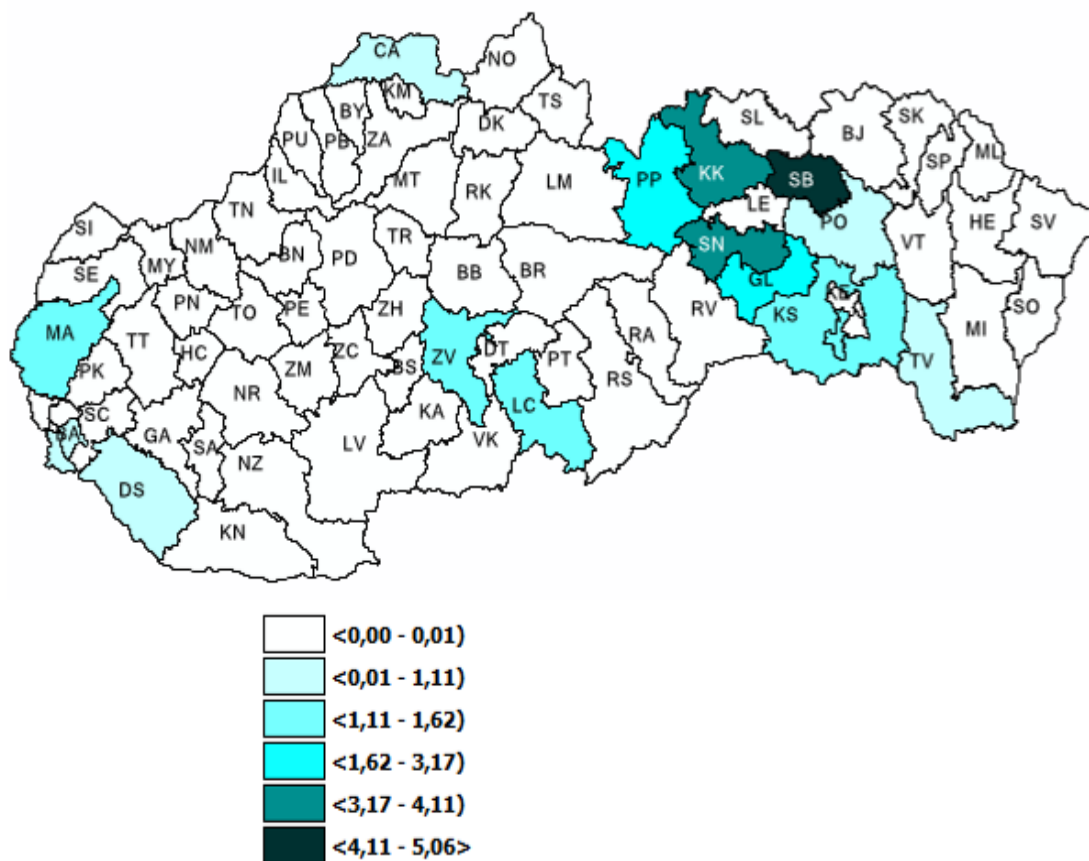 CA
NO
KM
TS
BY
PU
PB
ZA
DK
SL
BJ
SK
SP
ML
IL
MT
RK
LM
PP
KK
SB
LE
TN
SI
NM
TR
PO
HE
SV
VT
SE
MY
BN
PD
BB
BR
SN
GL
MA
PN
TO
PE
ZH
RV
KS
KE
SO
TT
HC
ZM
ZC
BS
ZV
DT
PT
RA
MI
PK
NR
RS
TV
SC
BA
GA
SA
NZ
LV
KA
VK
LC
DS
KN
<0,00 - 0,01)
<0,01 - 1,11)
<1,11 - 1,62)
<1,62 - 3,17)
<3,17 - 4,11)
<4,11 - 5,06>